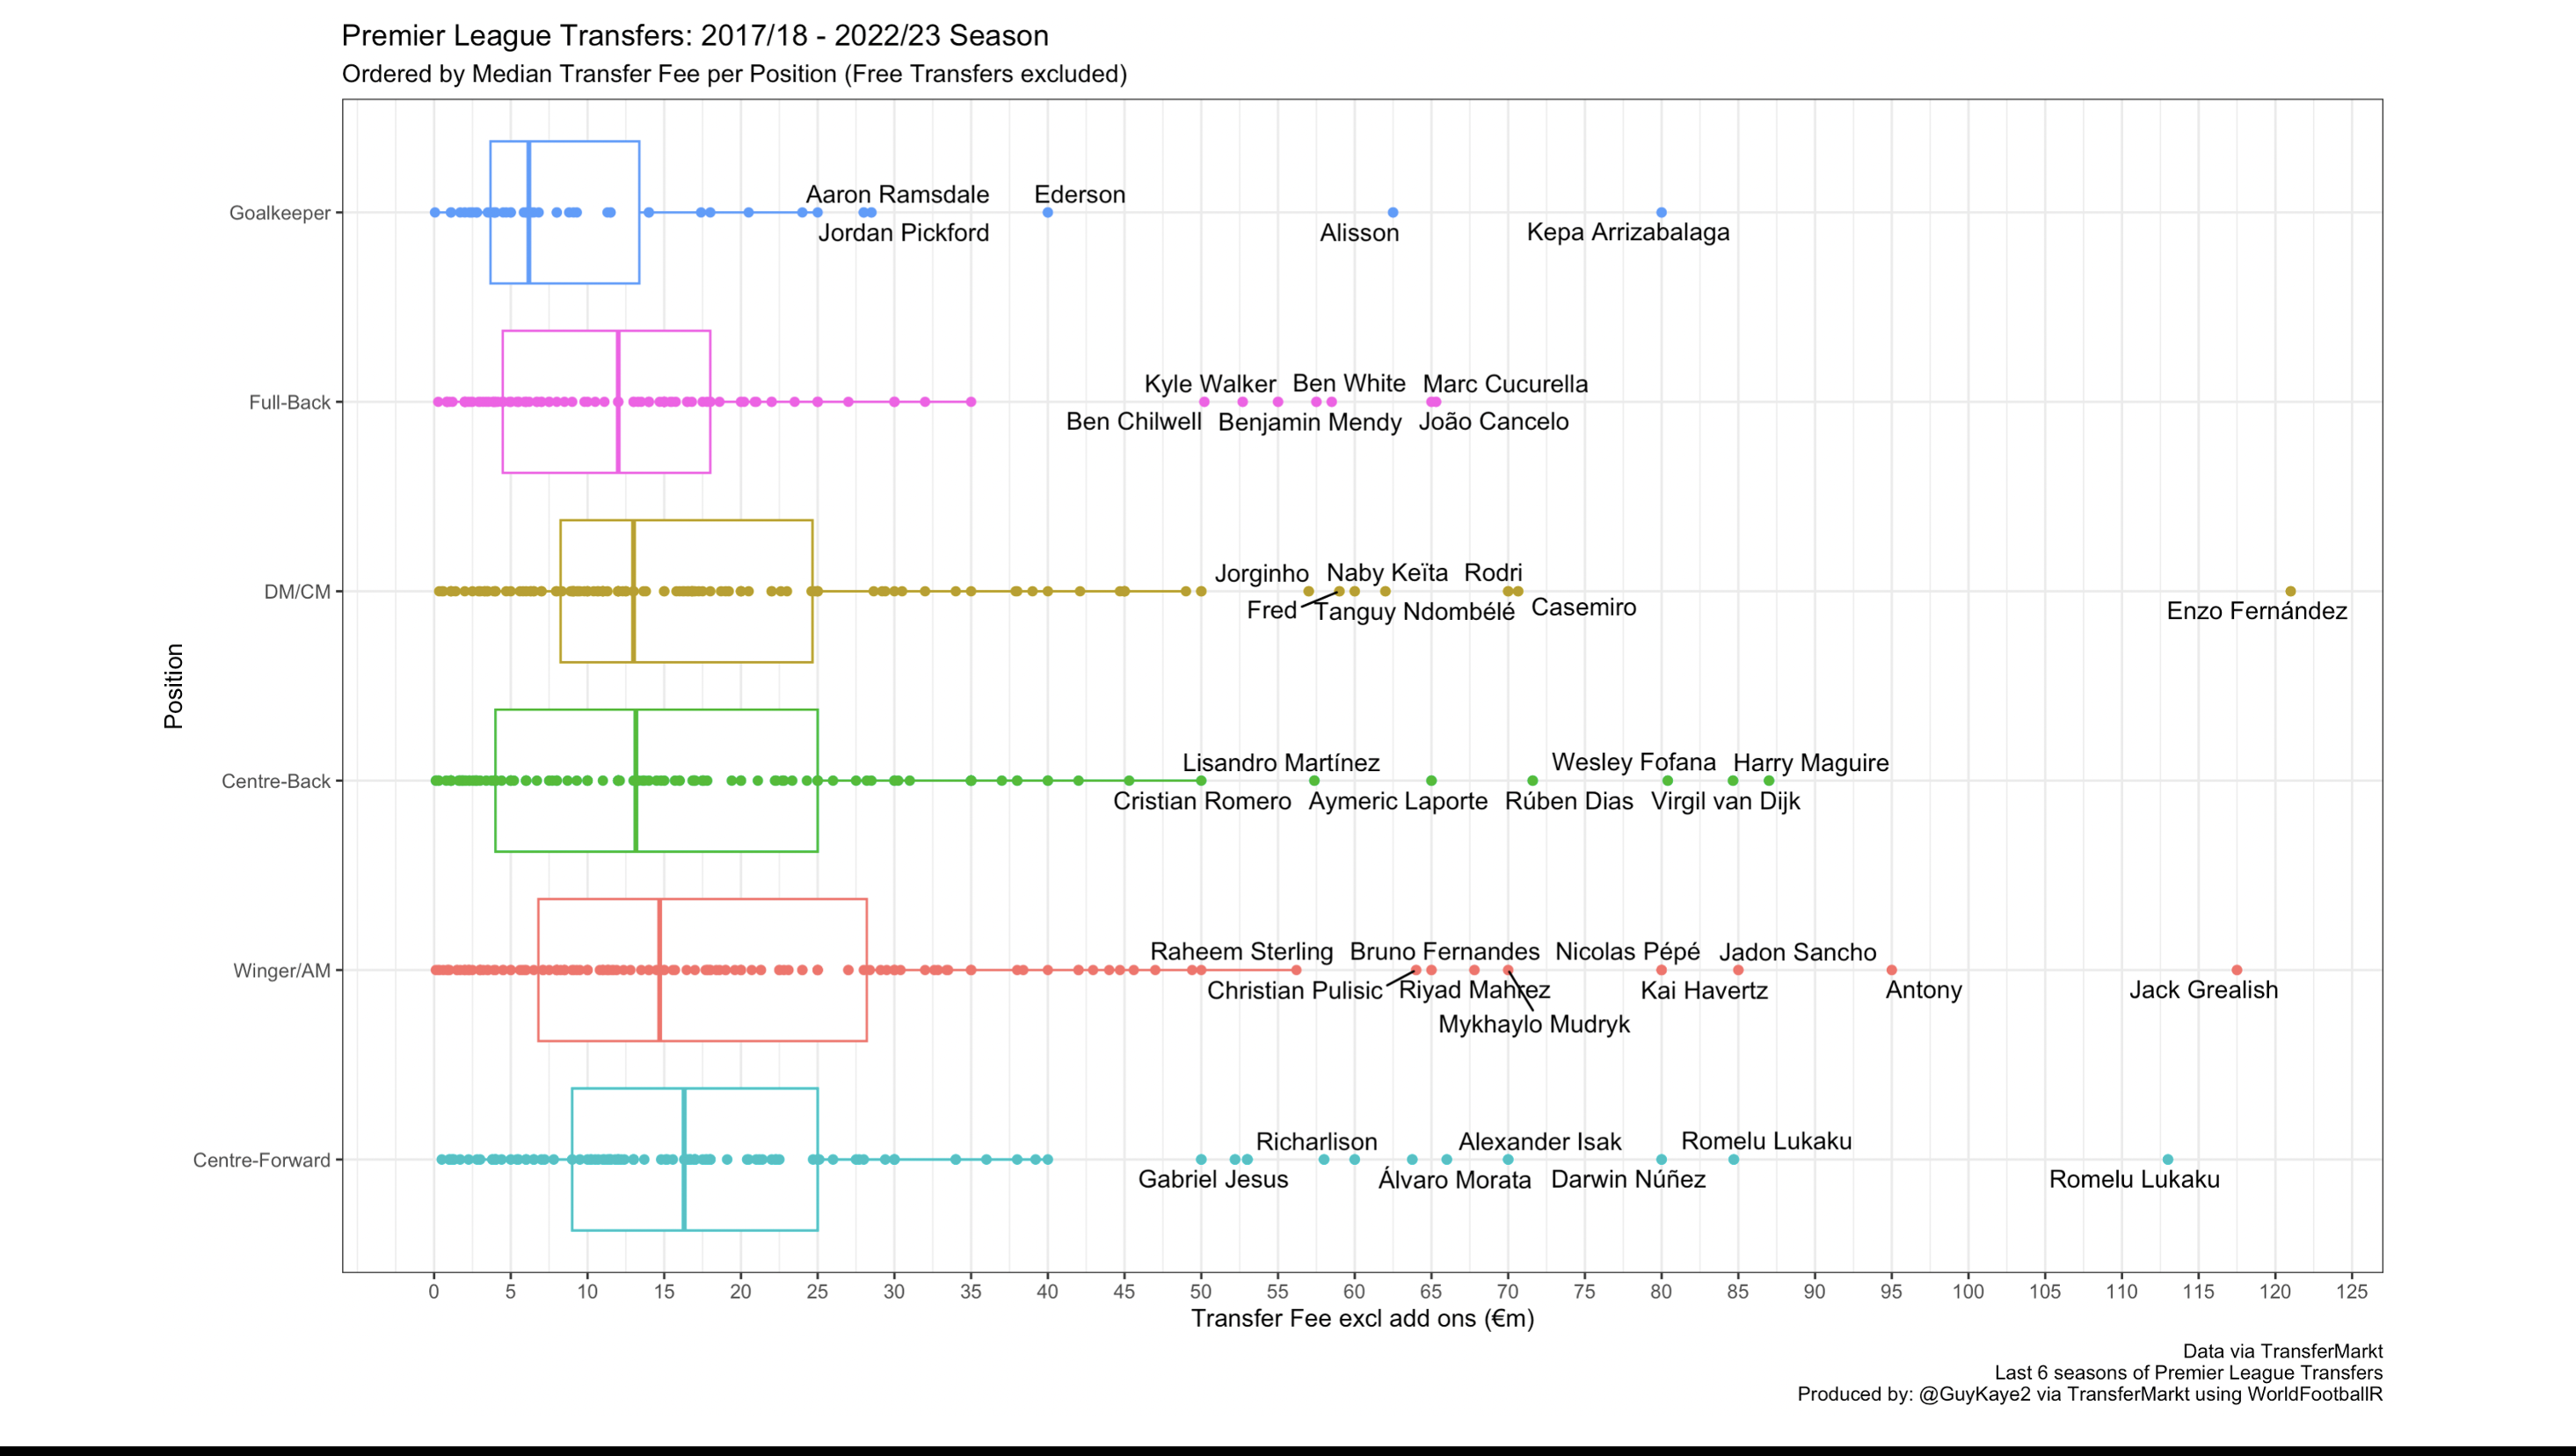 Premier League Transfers: 2017/18 - 2022/23 Season
Ordered by Median Transfer Fee per Position (Free Transfers excluded)
Position
Goalkeeper
Aaron Ramsdale
Ederson
Jordan Pickford
Alisson
Kepa Arrizabalaga
Full-Back
Kyle Walker
Ben White
Marc Cucurella
Ben Chilwell
Benjamin Mendy
João Cancelo
DM/CM
Jorginho
Naby Keïta
Rodri
Fred
Tanguy Ndombélé
Casemiro
Enzo Fernández
Centre-Back
Lisandro Martínez
Wesley Fofana
Harry Maguire
Cristian Romero
Aymeric Laporte
Rúben Dias
Virgil van Dijk
Winger/AM
Raheem Sterling
Bruno Fernandes
Nicolas Pépé
Jadon Sancho
Christian Pulisic
Riyad Mahrez
Kai Havertz
Antony
Jack Grealish
Mykhaylo Mudryk
Centre-Forward
Richarlison
Alexander Isak
Romelu Lukaku
Gabriel Jesus
Álvaro Morata
Darwin Núñez
Romelu Lukaku
0 5 10 15 20 25 30 35 40 45 50 55 60 65 70 75 80 85 90 95 100 105 110 115 120 125
Transfer Fee excl add ons (€m)
Data via TransferMarkt
Last 6 seasons of Premier League Transfers
Produced by: @GuyKaye2 via TransferMarkt using WorldFootballR